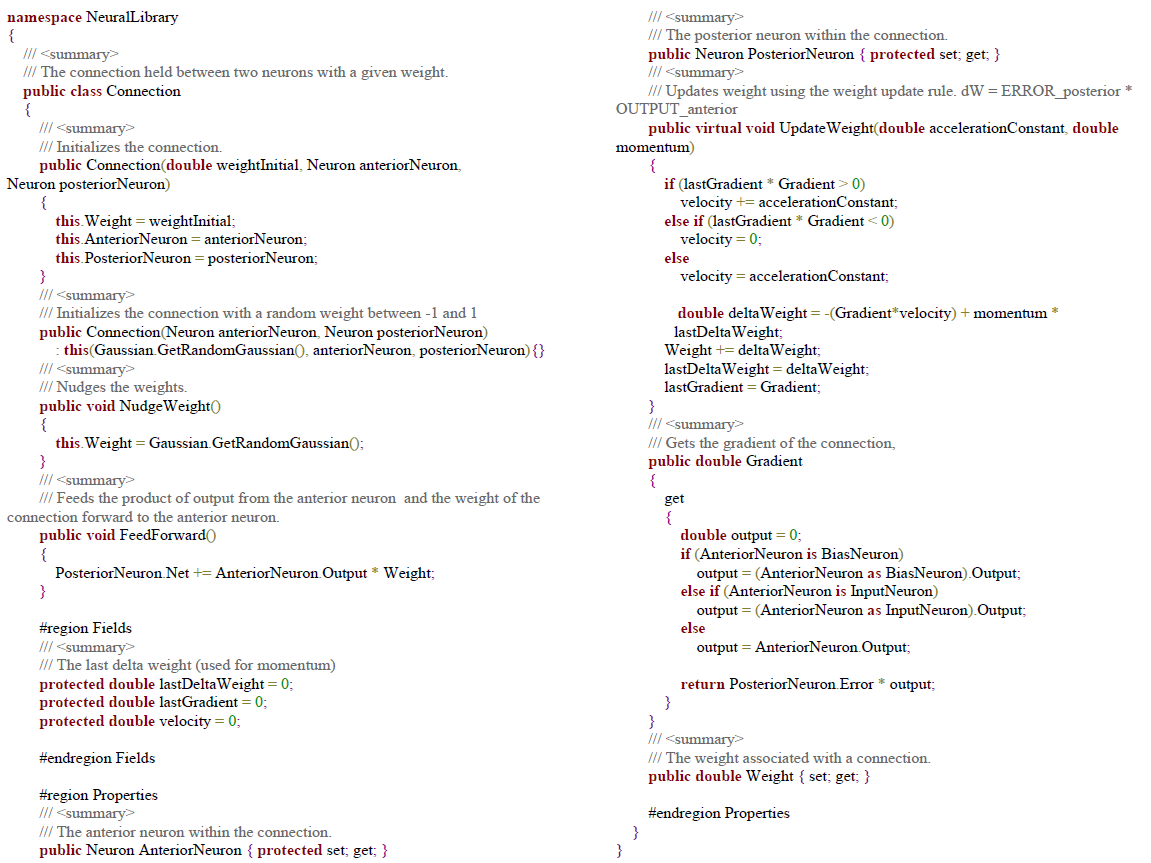 namespace NeuralLibrary
{
/// <summary>
/// The connection held between two neurons with a given weight.
public class Connection
{
/// <summary>
/// Initializes the connection.
public Connection(double weightInitial, Neuron anteriorNeuron,
Neuron posteriorNeuron)
{
this.Weight = weightInitial;
this.AnteriorNeuron = anteriorNeuron;
this.PosteriorNeuron = posteriorNeuron;
}
/// <summary>
/// Initializes the connection with a random weight between -1 and 1
public Connection(Neuron anteriorNeuron, Neuron posteriorNeuron)
: this(Gaussian.GetRandomGaussian(), anteriorNeuron, posteriorNeuron){}
/// <summary>
/// Nudges the weights.
public void NudgeWeight()
{
this.Weight = Gaussian.GetRandomGaussian();
}
/// <summary>
/// Feeds the product of output from the anterior neuron  and the weight of the
connection forward to the anterior neuron.
public void FeedForward()
{
PosteriorNeuron.Net += AnteriorNeuron.Output * Weight;
}
#region Fields
/// <summary>
/// The last delta weight (used for momentum)
protected double lastDeltaWeight = 0;
protected double lastGradient = 0;
protected double velocity = 0;
#endregion Fields
#region Properties
/// <summary>
/// The anterior neuron within the connection.
public Neuron AnteriorNeuron { protected set; get; }
/// <summary>
/// The posterior neuron within the connection.
public Neuron PosteriorNeuron { protected set; get; }
/// <summary>
/// Updates weight using the weight update rule. dW = ERROR_posterior *
OUTPUT_anterior
public virtual void UpdateWeight(double accelerationConstant, double
momentum)
{
if (lastGradient * Gradient > 0)
velocity += accelerationConstant;
else if (lastGradient * Gradient < 0)
velocity = 0;
else
velocity = accelerationConstant;
double deltaWeight = -(Gradient*velocity) + momentum *
lastDeltaWeight;
Weight += deltaWeight;
lastDeltaWeight = deltaWeight;
lastGradient = Gradient;
}
/// <summary>
/// Gets the gradient of the connection,
public double Gradient
{
get
{
double output = 0;
if (AnteriorNeuron is BiasNeuron)
output = (AnteriorNeuron as BiasNeuron).Output;
else if (AnteriorNeuron is InputNeuron)
output = (AnteriorNeuron as InputNeuron).Output;
else
output = AnteriorNeuron.Output;
return PosteriorNeuron.Error * output;
}
}
/// <summary>
/// The weight associated with a connection.
public double Weight { set; get; }
#endregion Properties
}
}